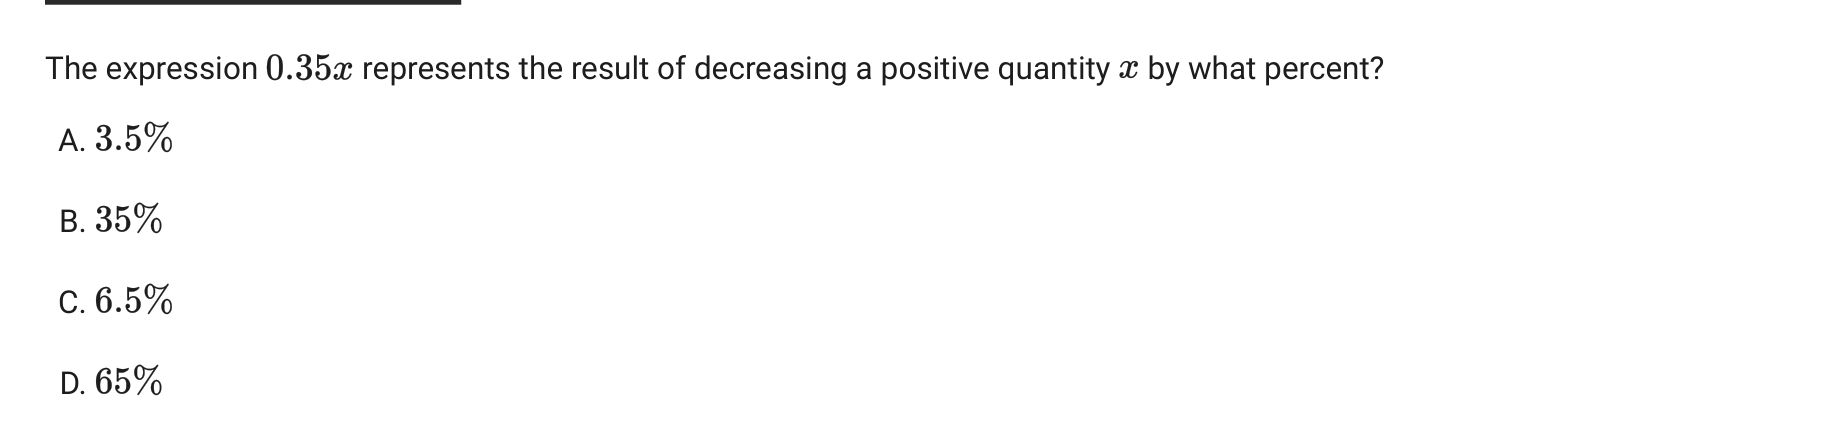 The expression 0.35x represents the result of decreasing a positive quantity x by what percent?
A. 3.5%
B. 35%
C. 6.5%
D. 65%